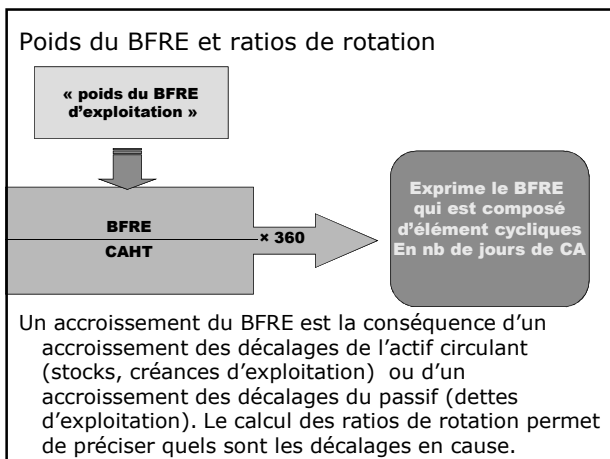 Poids du BFRE et ratios de rotation
« poids du BFRE
d’exploitation »
BFRE
CAHT
× 360
Exprime le BFRE
qui est composé
d’élément cycliques
En nb de jours de CA
Un accroissement du BFRE est la conséquence d’un
accroissement des décalages de l’actif circulant
(stocks, créances d’exploitation) ou d’un
accroissement des décalages du passif (dettes
d’exploitation). Le calcul des ratios de rotation permet
de préciser quels sont les décalages en cause.